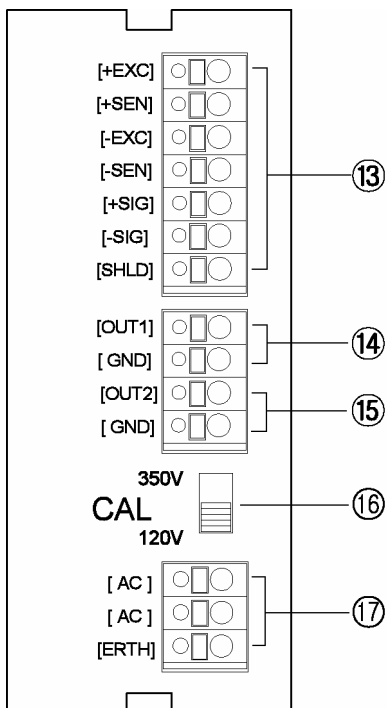 [+EXC]
[+SEN]
[-EXC]
[-SEN]
[+SIG]
[-SIG]
[SHLD]
⑬
[OUT1]
[ GND]
⑭
[OUT2]
[ GND]
⑮
350V
CAL
120V
⑯
[ AC ]
[ AC ]
[ERTH]
⑰